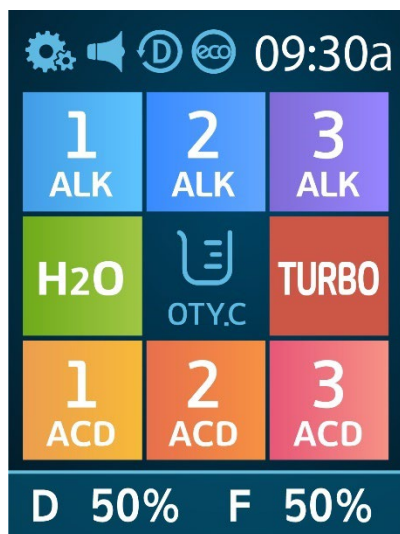 D eco 09:30a
1 2 3
ALK ALK ALK
H2O OTY.C TURBO
1 2 3
ACD ACD ACD
D 50% F 50%